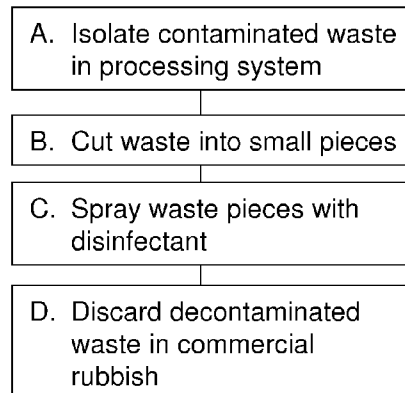 A. Isolate contaminated waste
in processing system
B. Cut waste into small pieces
C. Spray waste pieces with
disinfectant
D. Discard decontaminated
waste in commercial
rubbish